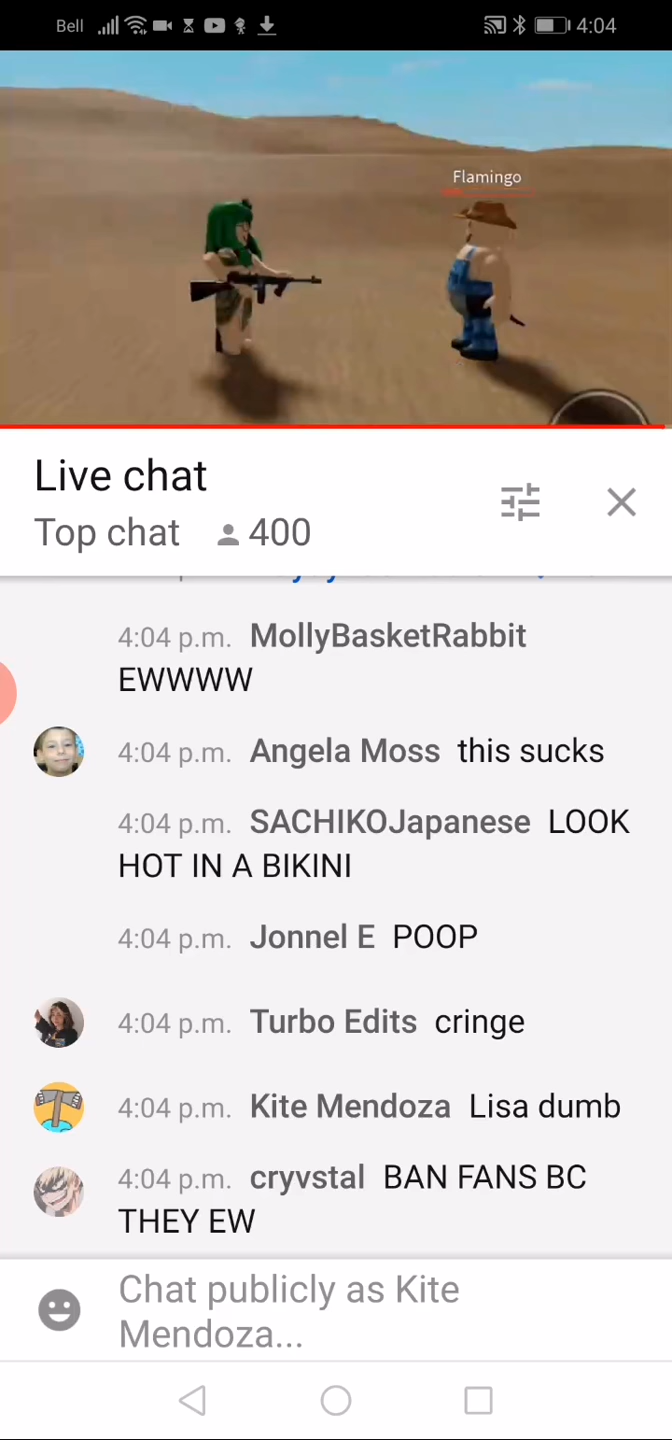 Bell 4:04
Flamingo
Live chat
Top chat 400
4:04 p.m. MollyBasketRabbit
EWWWW
4:04 p.m. Angela Moss this sucks
4:04 p.m. SACHIKOJapanese LOOK
HOT IN A BIKINI
4:04 p.m. Jonnel E POOP
4:04 p.m. Turbo Edits cringe
4:04 p.m. Kite Mendoza Lisa dumb
4:04 p.m. cryvstal BAN FANS BC
THEY EW
Chat publicly as Kite
Mendoza...